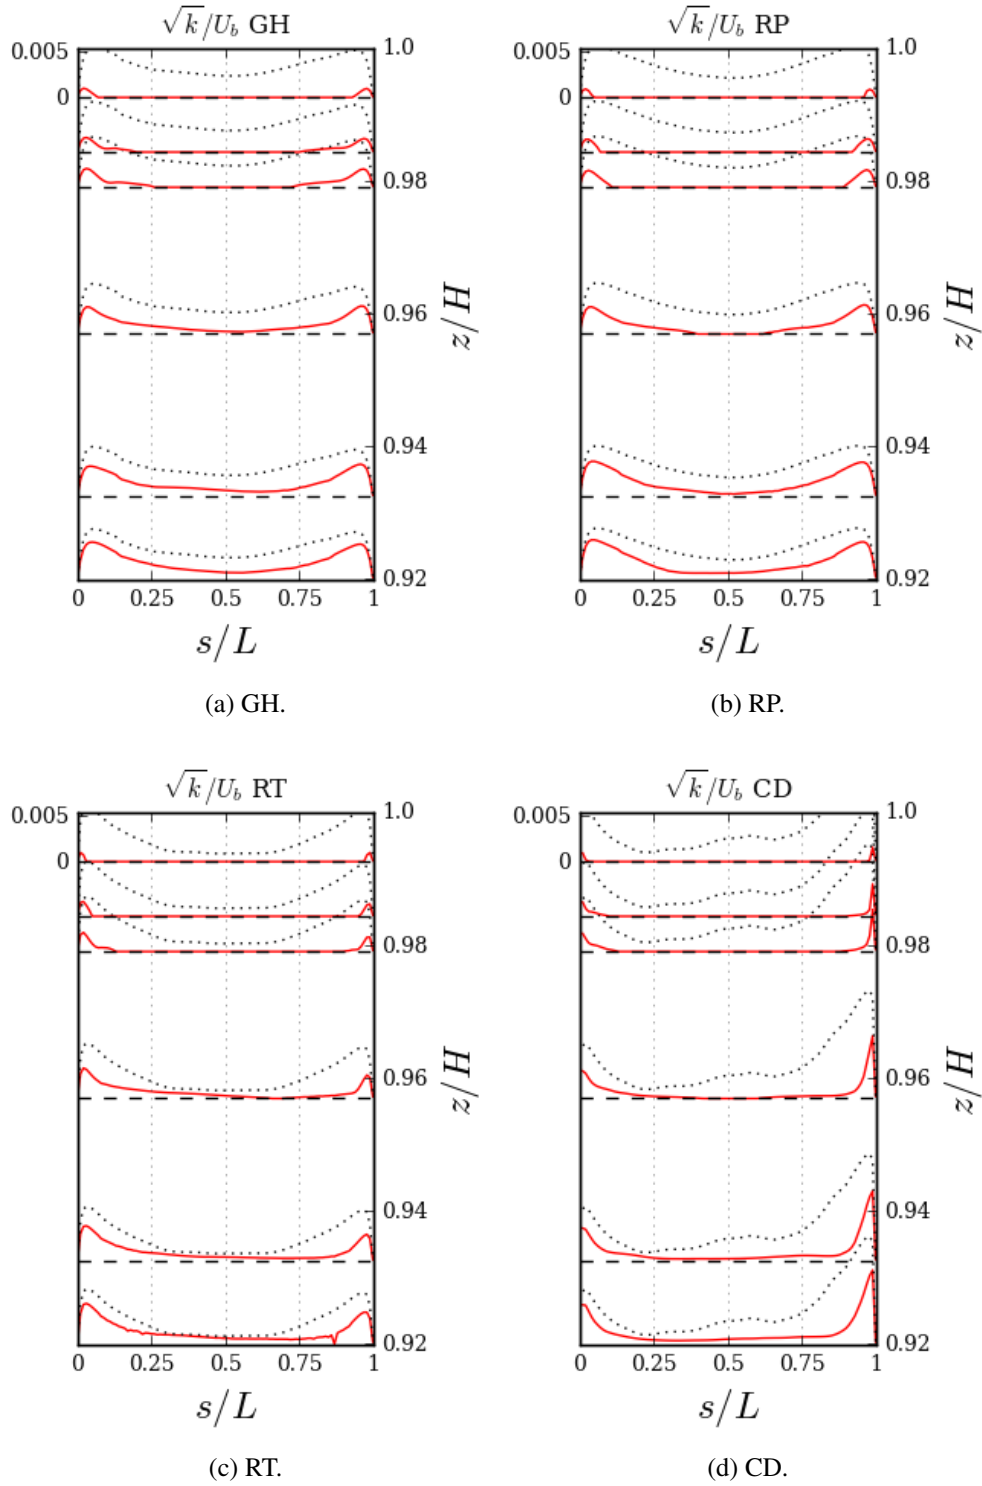 √k/U_b GH
√k/U_b RP
0.005
0
1.0
0.98
0.96
0.94
0.92
z/H
0 0.25 0.5 0.75 1
s/L
0.005
0
1.0
0.98
0.96
0.94
0.92
z/H
0 0.25 0.5 0.75 1
s/L
(a) GH.
(b) RP.
√k/U_b RT
√k/U_b CD
0.005
0
1.0
0.98
0.96
0.94
0.92
z/H
0 0.25 0.5 0.75 1
s/L
0.005
0
1.0
0.98
0.96
0.94
0.92
z/H
0 0.25 0.5 0.75 1
s/L
(c) RT.
(d) CD.